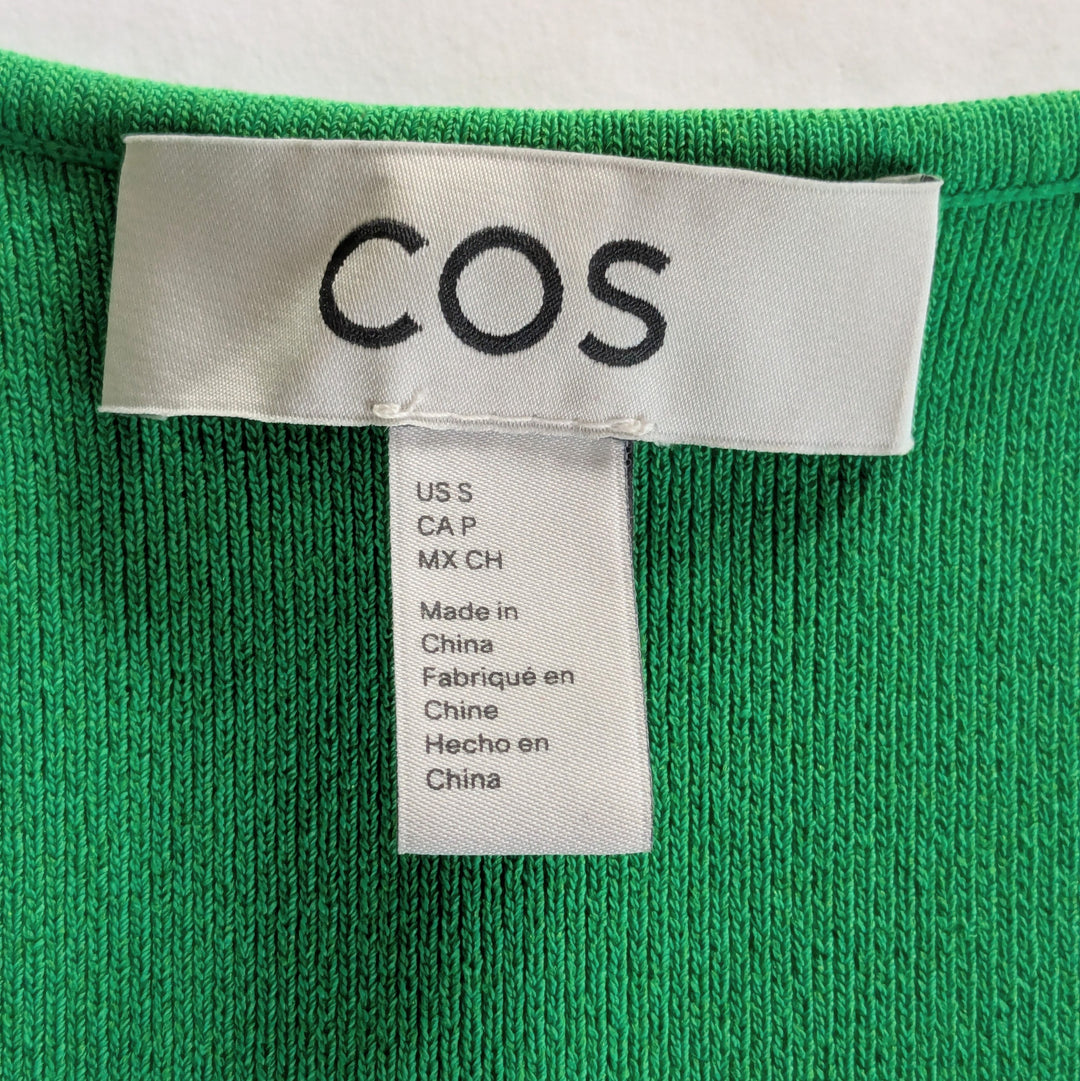 COS
US S
CA P
MX CH
Made in
China
Fabriqué en
Chine
Hecho en
China